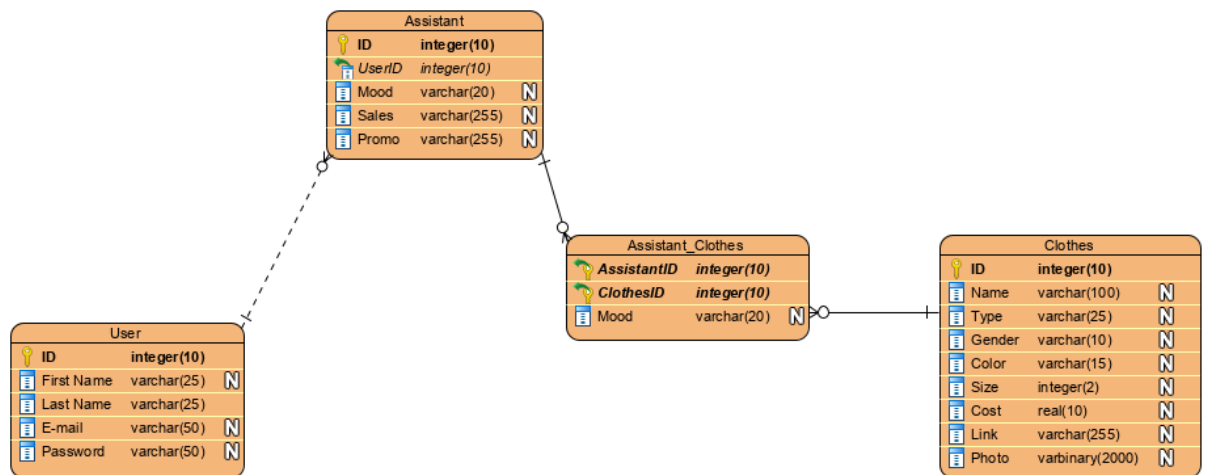 Assistant
ID integer(10)
UserID integer(10)
Mood varchar(20) N
Sales varchar(255) N
Promo varchar(255) N
Assistant_Clothes
AssistantID integer(10)
ClothesID integer(10)
Mood varchar(20) N
Clothes
ID integer(10)
Name varchar(100) N
Type varchar(25) N
Gender varchar(10) N
Color varchar(15) N
Size integer(2) N
Cost real(10) N
Link varchar(255) N
Photo varbinary(2000) N
User
ID integer(10)
First Name varchar(25) N
Last Name varchar(25)
E-mail varchar(50) N
Password varchar(50) N